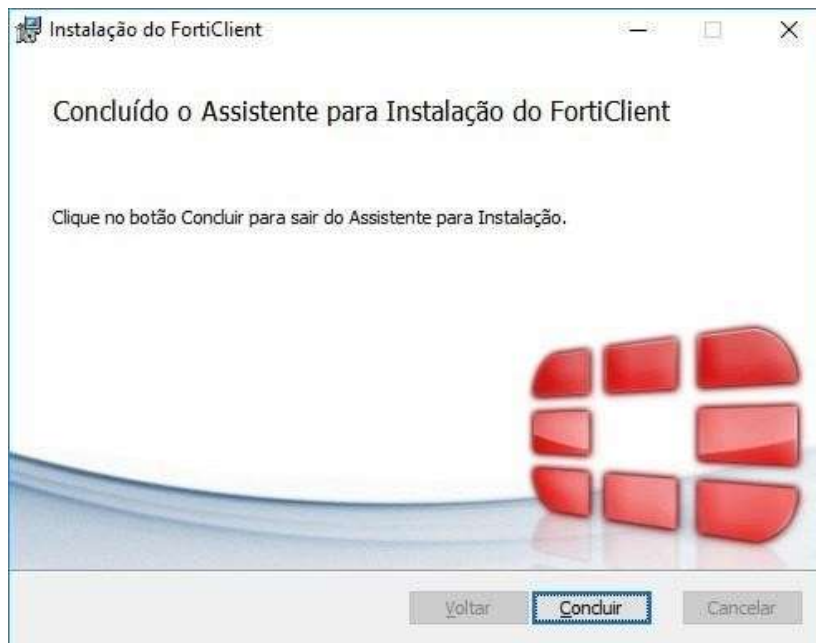 Instalação do FortiClient
Concluído o Assistente para Instalação do FortiClient
Clique no botão Concluir para sair do Assistente para Instalação.
Voltar
Concluir
Cancelar